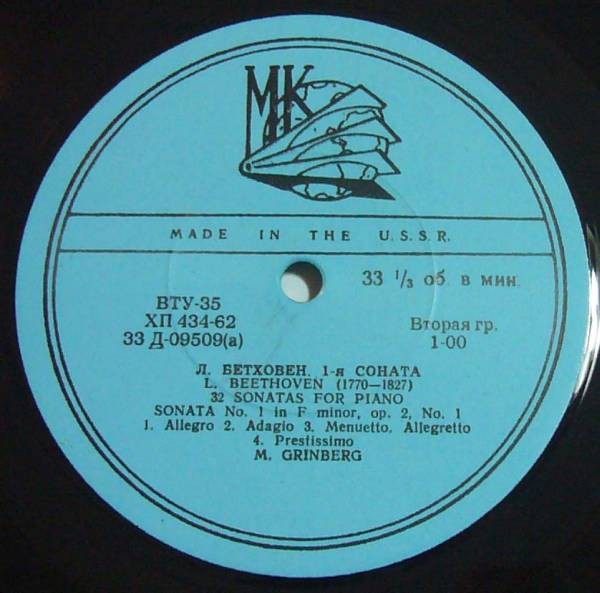 МК
MADE IN THE U.S.S.R.
33 1/3 об. в мин.
ВТУ-35
ХП 434-62
33 Д-09509(а)
Вторая гр.
1-00
Л. БЕТХОВЕН. 1-я СОНАТА
L. BEETHOVEN (1770—1827)
32 SONATAS FOR PIANO
SONATA No. 1 in F minor, op. 2, No. 1
1. Allegro 2. Adagio 3. Menuetto. Allegretto
4. Prestissimo
M. GRINBERG